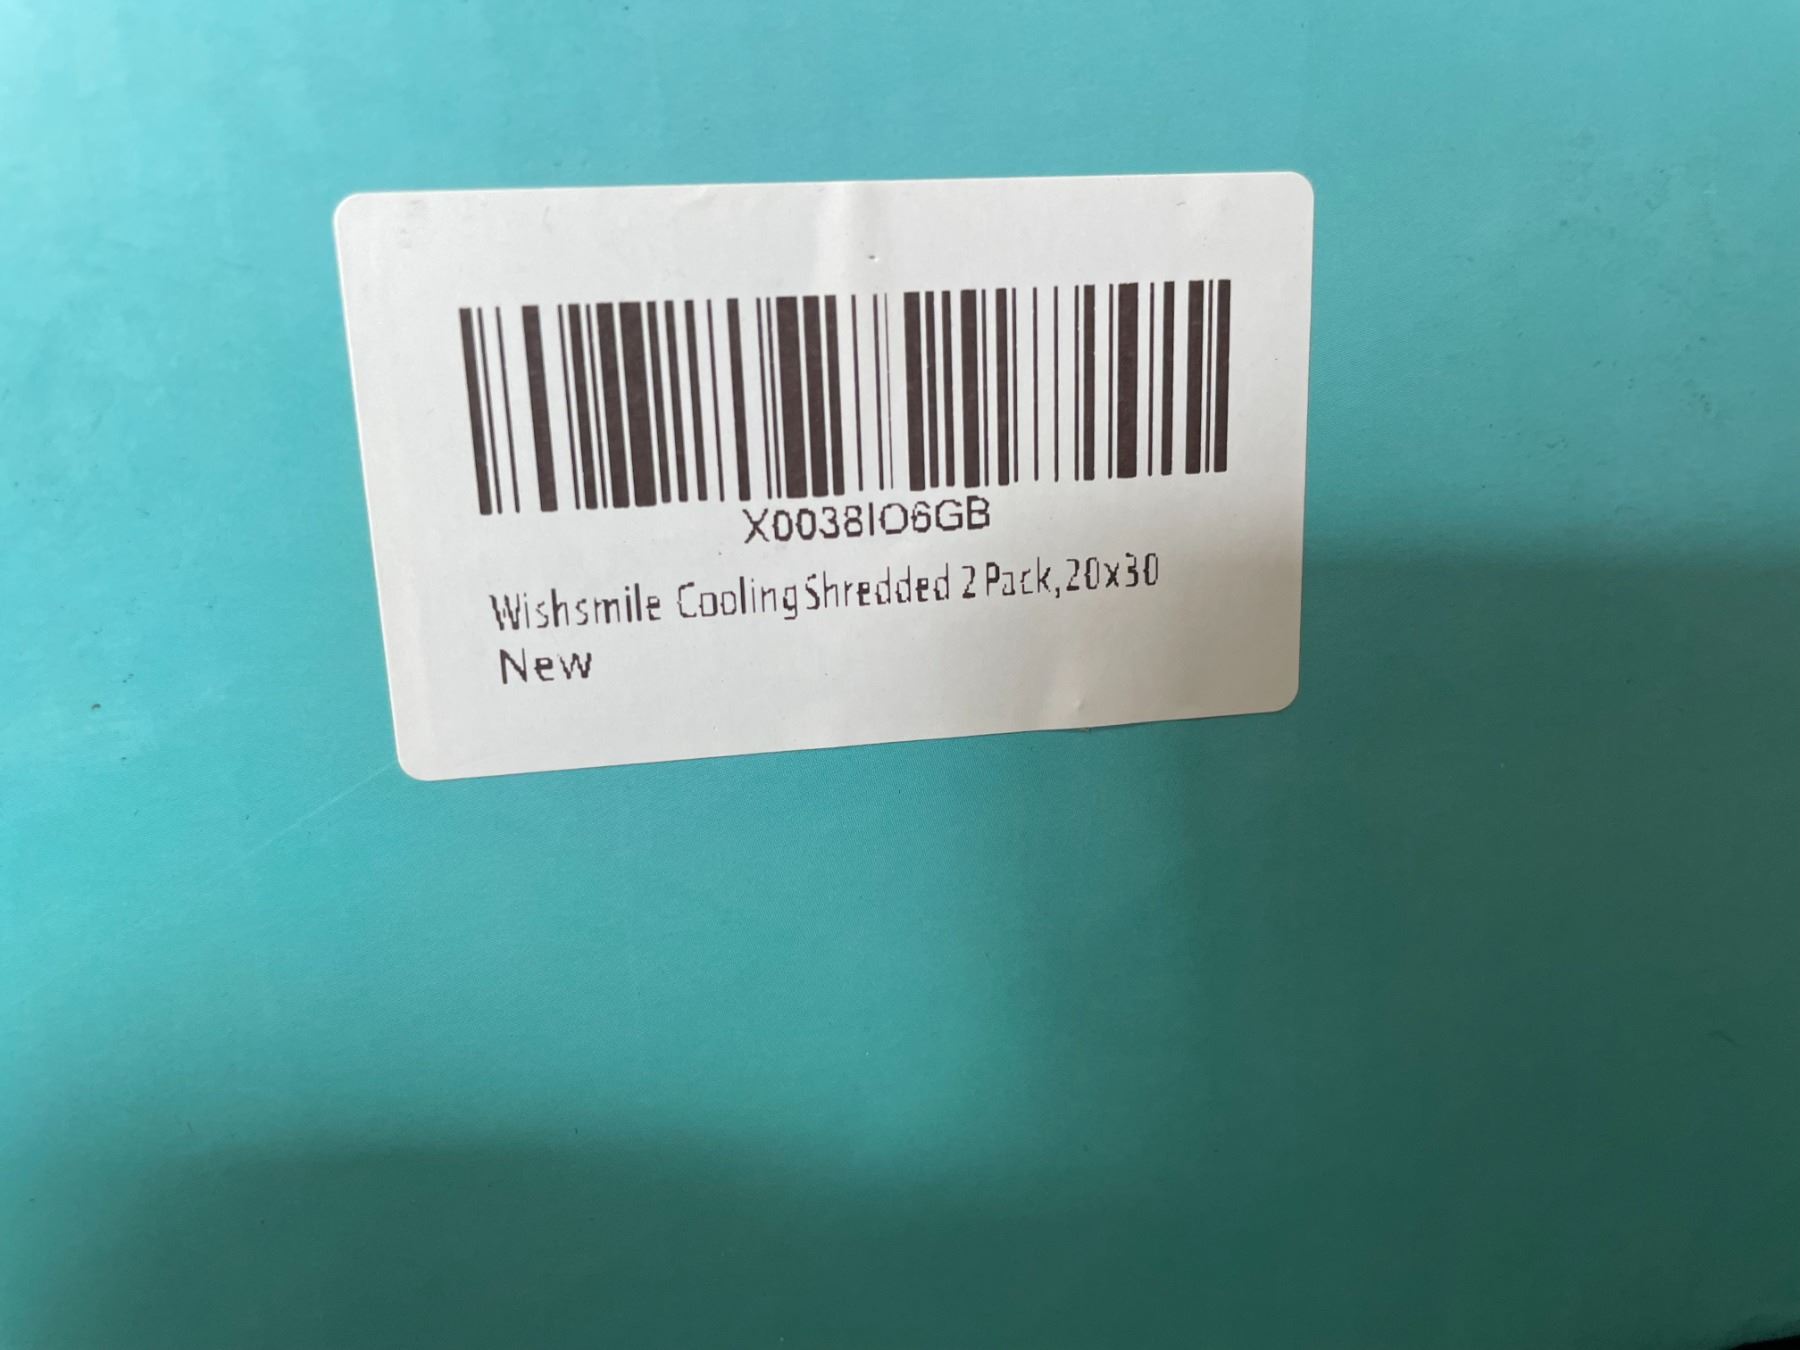 X0038IO6GB
Wishsmile Cooling Shredded 2 Pack,20x30
New